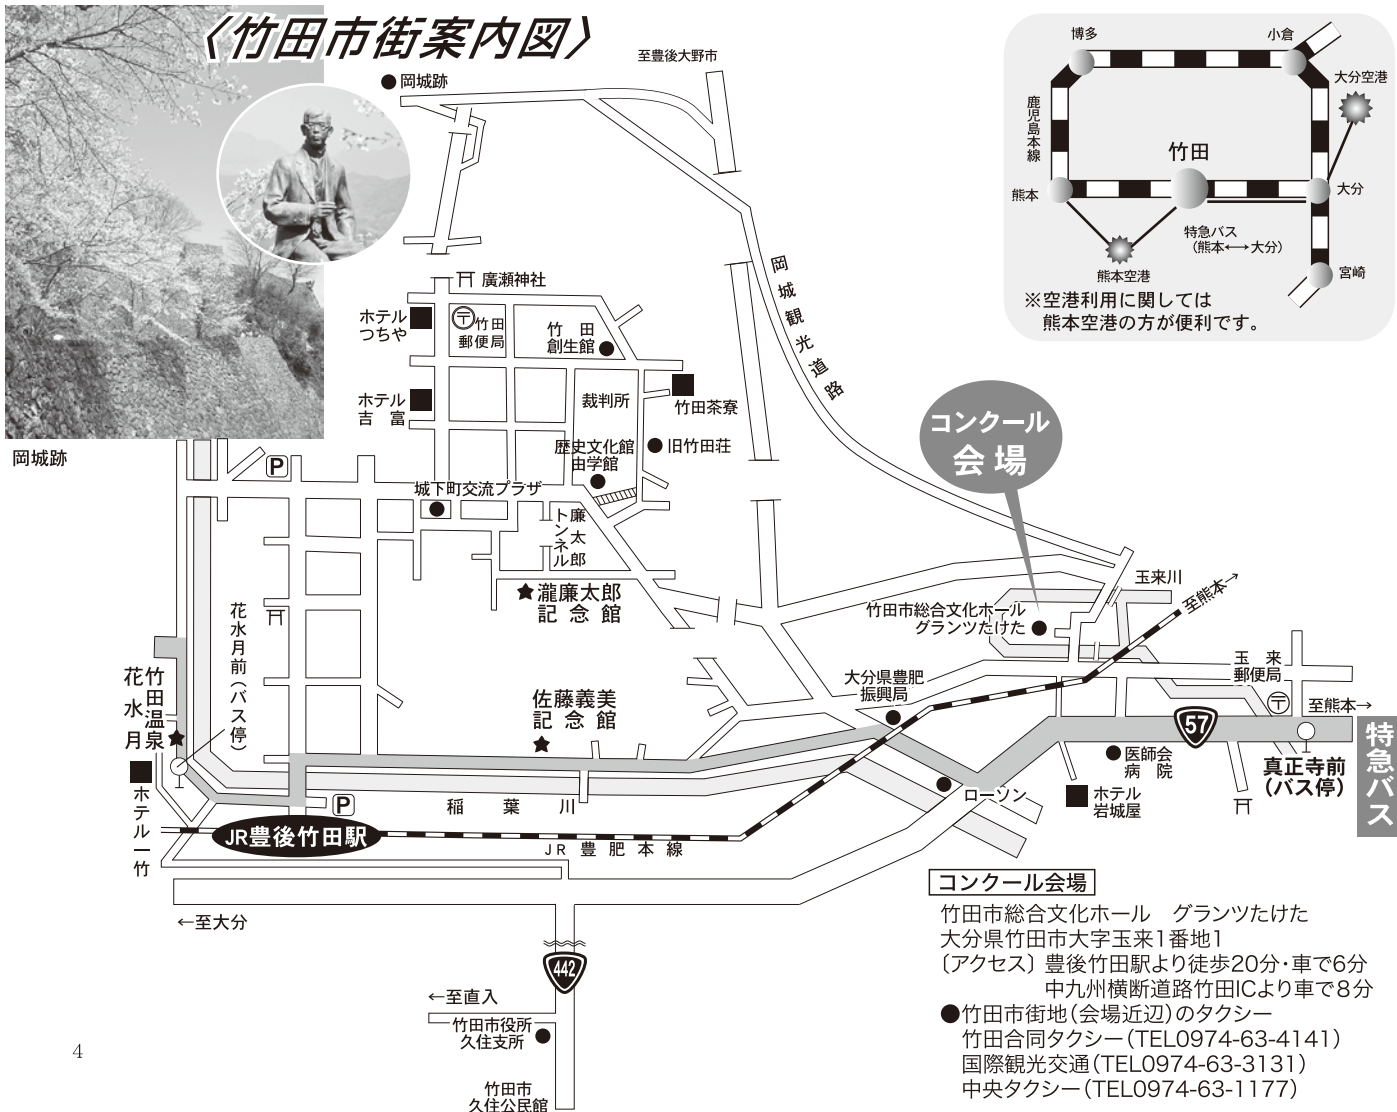 〈竹田市街案内図〉
岡城跡
至豊後大野市
岡城跡
岡城観光道路
廣瀬神社
ホテル
つちや
竹田
郵便局
竹田
創生館
ホテル
吉富
裁判所
竹田茶寮
歴史文化館
由学館
旧竹田荘
城下町交流プラザ
廉太郎
トンネル
瀧廉太郎
記念館
P
花水月前(バス停)
竹田温泉
花水月
佐藤義美
記念館
ホテル一竹
P
稲葉川
JR豊後竹田駅
JR豊肥本線
←至大分
442
←至直入
竹田市役所
久住支所
竹田市
久住公民館
コンクール
会場
竹田市総合文化ホール
グランツたけた
玉来川
至熊本→
大分県豊肥
振興局
玉来
郵便局
至熊本→
57
医師会
病院
真正寺前
(バス停)
特急バス
ローソン
ホテル
岩城屋
博多
小倉
大分空港
鹿児島本線
竹田
熊本
大分
特急バス
(熊本←→大分)
熊本空港
宮崎
※空港利用に関しては
熊本空港の方が便利です。
コンクール会場
竹田市総合文化ホール　グランツたけた
大分県竹田市大字玉来1番地1
〔アクセス〕豊後竹田駅より徒歩20分・車で6分
中九州横断道路竹田ICより車で8分
●竹田市街地(会場近辺)のタクシー
竹田合同タクシー(TEL0974-63-4141)
国際観光交通(TEL0974-63-3131)
中央タクシー(TEL0974-63-1177)
4